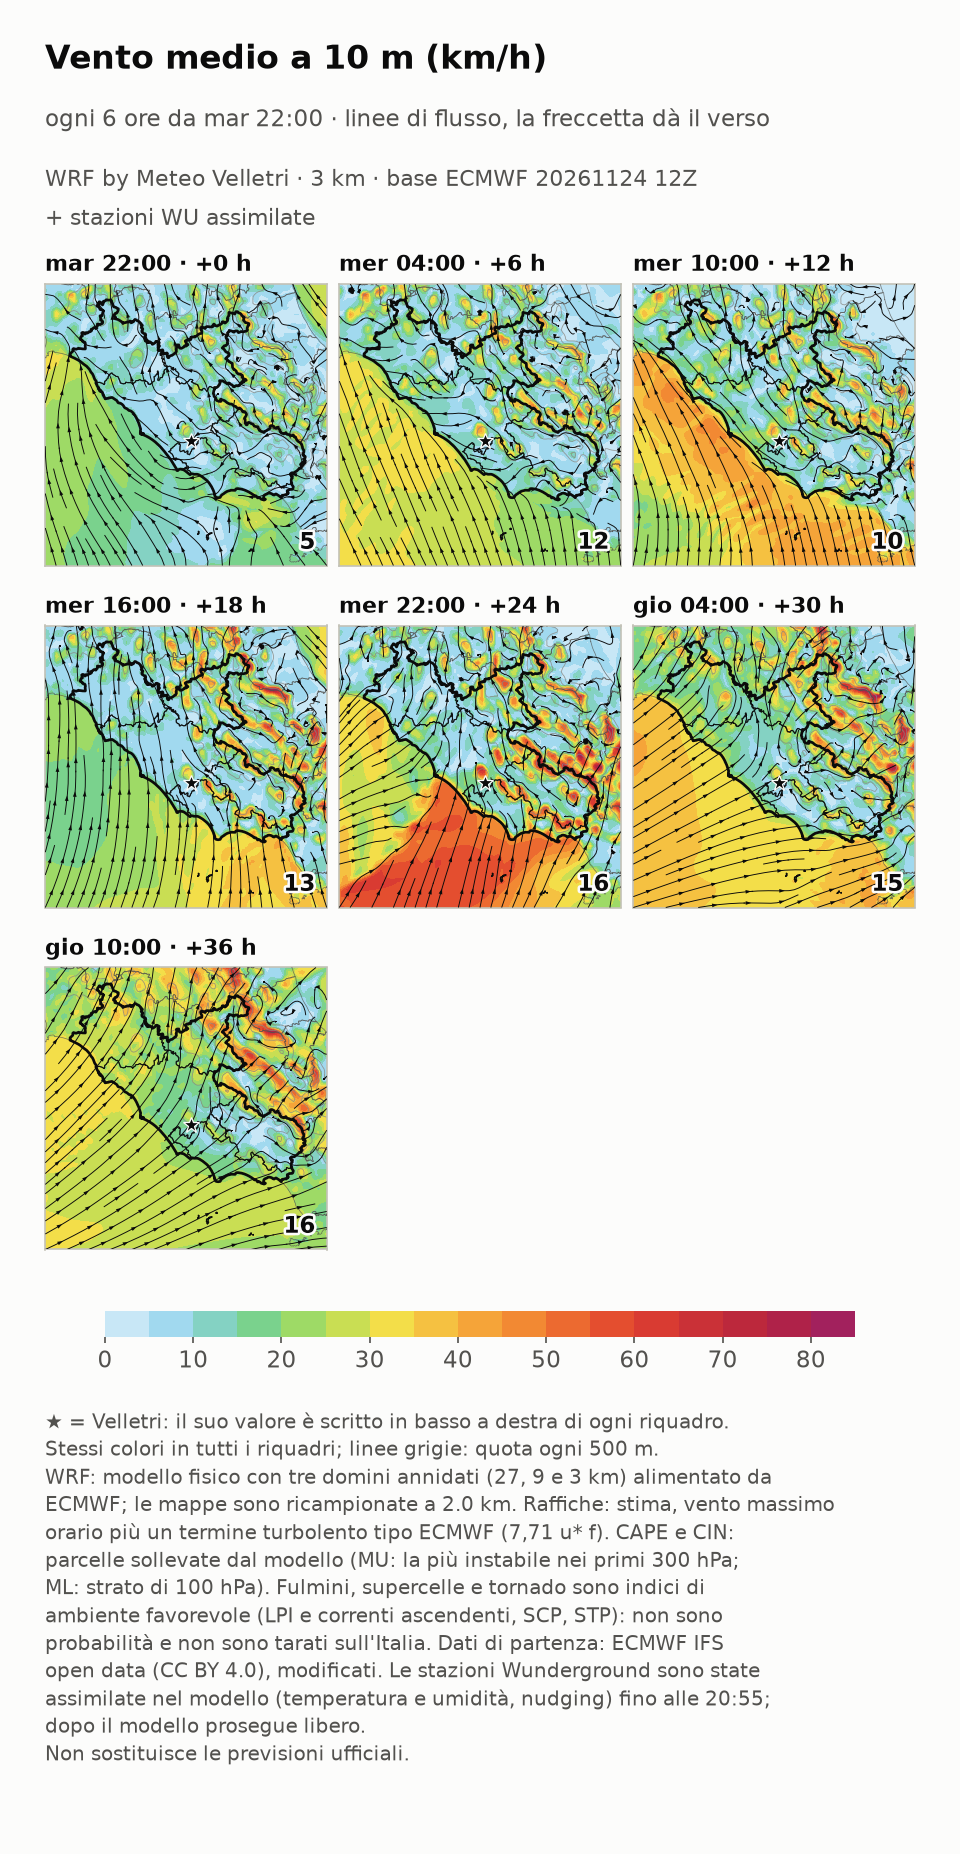 Vento medio a 10 m (km/h)
ogni 6 ore da mar 22:00 · linee di flusso, la freccetta dà il verso
WRF by Meteo Velletri · 3 km · base ECMWF 20261124 12Z
+ stazioni WU assimilate
mar 22:00 · +0 h
mer 04:00 · +6 h
mer 10:00 · +12 h
5
12
10
mer 16:00 · +18 h
mer 22:00 · +24 h
gio 04:00 · +30 h
13
16
15
gio 10:00 · +36 h
16
0 10 20 30 40 50 60 70 80
★ = Velletri: il suo valore è scritto in basso a destra di ogni riquadro.
Stessi colori in tutti i riquadri; linee grigie: quota ogni 500 m.
WRF: modello fisico con tre domini annidati (27, 9 e 3 km) alimentato da
ECMWF; le mappe sono ricampionate a 2.0 km. Raffiche: stima, vento massimo
orario più un termine turbolento tipo ECMWF (7,71 u* f). CAPE e CIN:
parcelle sollevate dal modello (MU: la più instabile nei primi 300 hPa;
ML: strato di 100 hPa). Fulmini, supercelle e tornado sono indici di
ambiente favorevole (LPI e correnti ascendenti, SCP, STP): non sono
probabilità e non sono tarati sull'Italia. Dati di partenza: ECMWF IFS
open data (CC BY 4.0), modificati. Le stazioni Wunderground sono state
assimilate nel modello (temperatura e umidità, nudging) fino alle 20:55;
dopo il modello prosegue libero.
Non sostituisce le previsioni ufficiali.